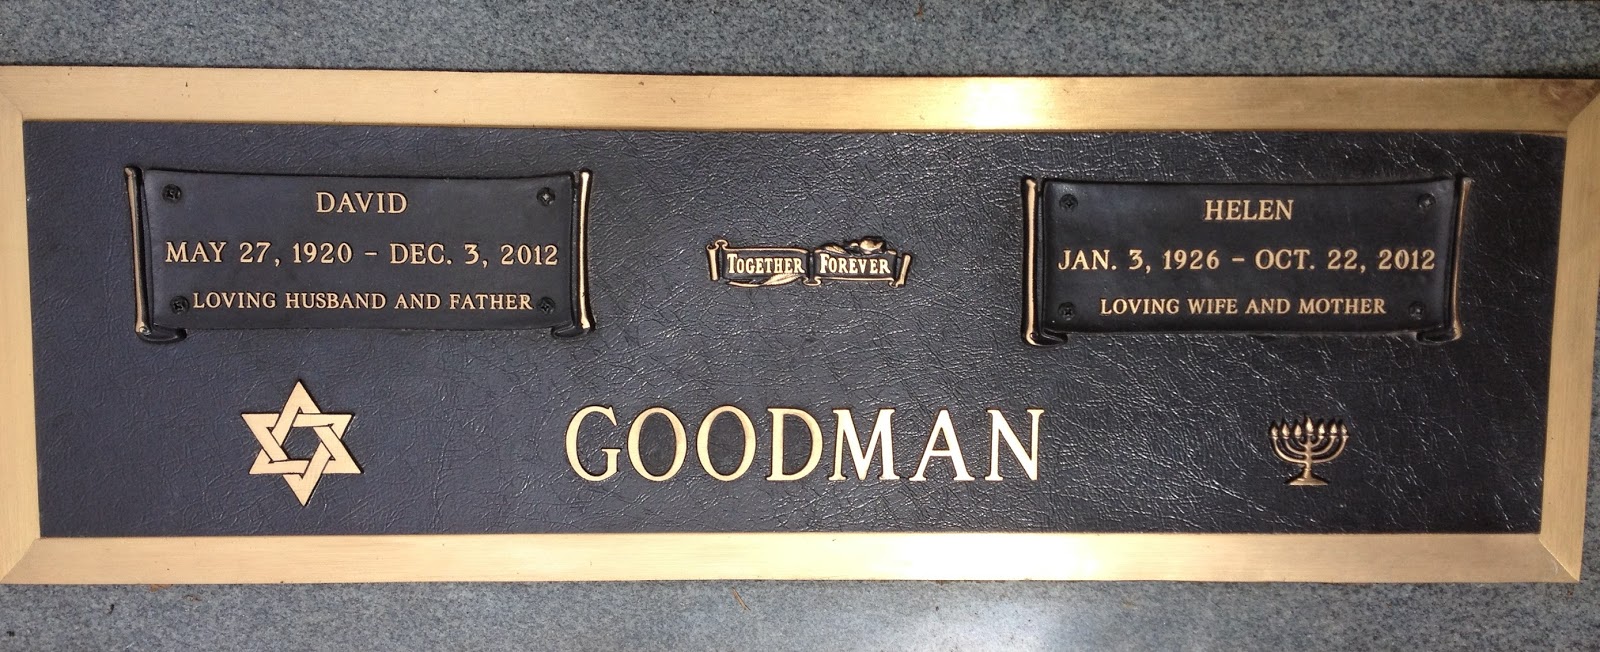 DAVID
MAY 27, 1920 – DEC. 3, 2012
LOVING HUSBAND AND FATHER
TOGETHER FOREVER
HELEN
JAN. 3, 1926 – OCT. 22, 2012
LOVING WIFE AND MOTHER
GOODMAN